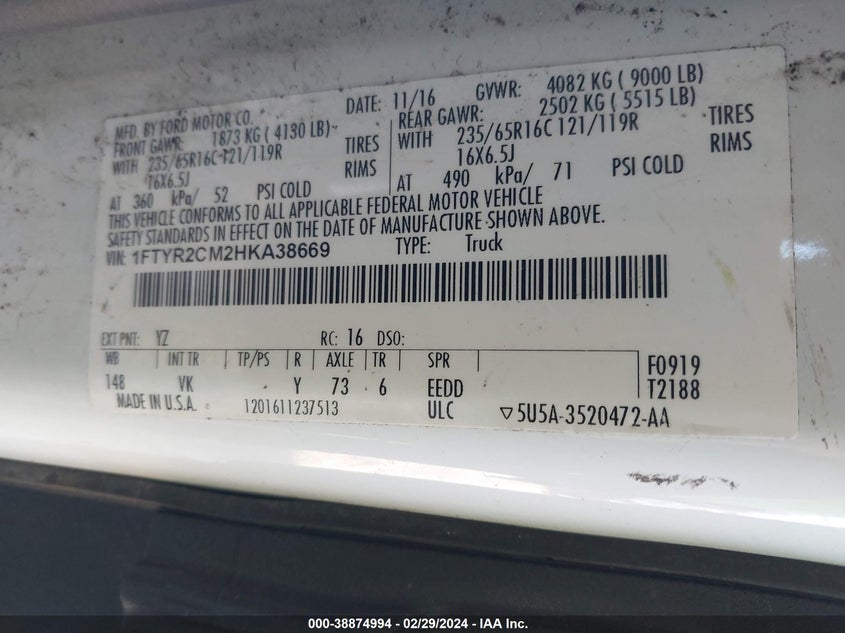 MFD. BY FORD MOTOR CO. DATE: 11/16 GVWR: 4082 KG ( 9000 LB)
FRONT GAWR: 1873 KG ( 4130 LB) REAR GAWR: 2502 KG ( 5515 LB)
WITH 235/65R16C 121/119R TIRES WITH 235/65R16C 121/119R TIRES
16X6.5J RIMS 16X6.5J RIMS
AT 360 kPa/ 52 PSI COLD AT 490 kPa/ 71 PSI COLD
THIS VEHICLE CONFORMS TO ALL APPLICABLE FEDERAL MOTOR VEHICLE
SAFETY STANDARDS IN EFFECT ON THE DATE OF MANUFACTURE SHOWN ABOVE.
VIN: 1FTYR2CM2HKA38669 TYPE: Truck
EXT PNT: YZ RC: 16 DSO:
WB INT TR TP/PS R AXLE TR SPR F0919
148 VK Y 73 6 EEDD T2188
MADE IN U.S.A. 1201611237513 ULC ▽5U5A-3520472-AA
000-38874994 - 02/29/2024 - IAA Inc.